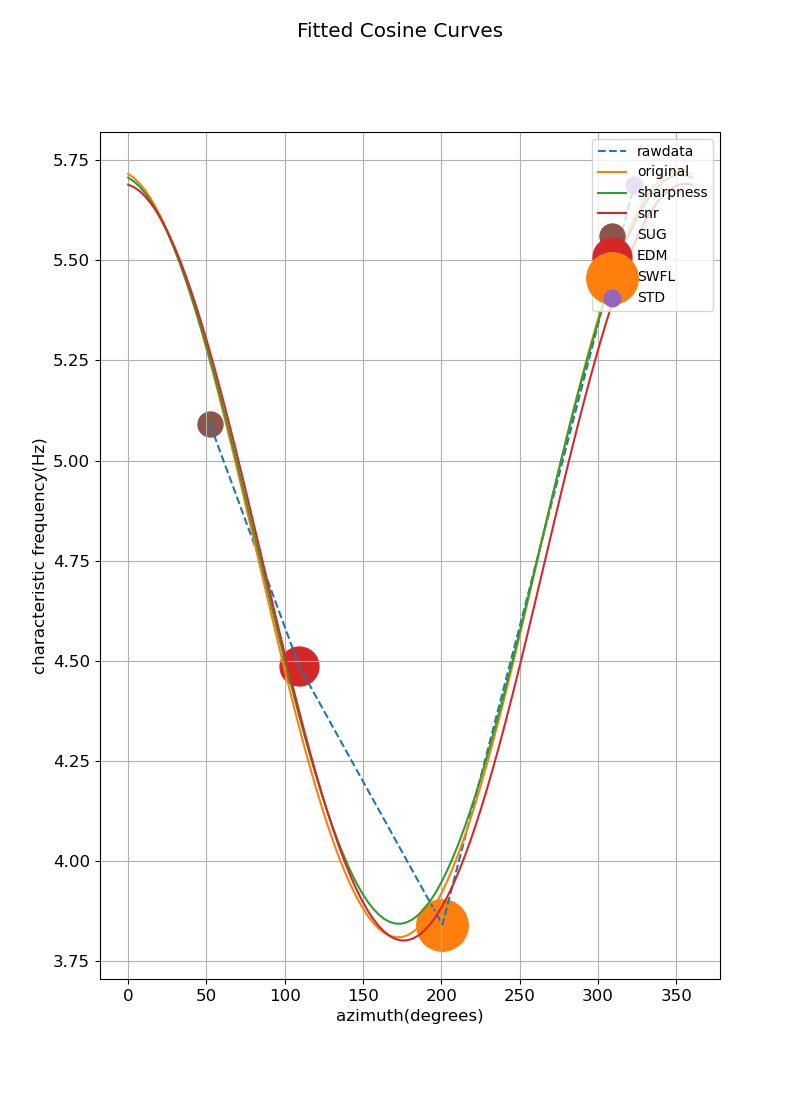 Fitted Cosine Curves
rawdata
original
sharpness
snr
SUG
EDM
SWFL
STD
characteristic frequency(Hz)
5.75
5.50
5.25
5.00
4.75
4.50
4.25
4.00
3.75
0 50 100 150 200 250 300 350
azimuth(degrees)